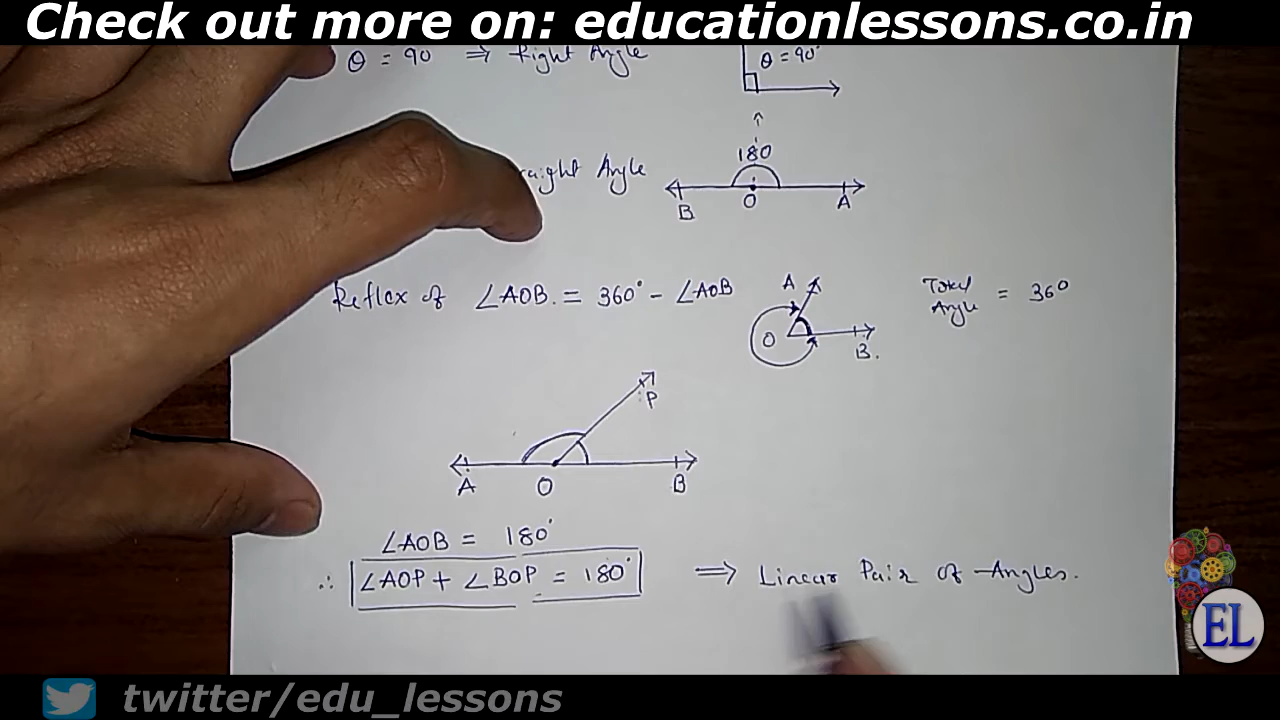 Check out more on: educationlessons.co.in
θ = 90 ⇒ Right Angle
θ = 90°
Angle
180
B O A
Reflex of ∠AOB. = 360° - ∠AOB
A
O
B.
Total
Angle = 360
P
A O B
∠AOB = 180°
∴ ∠AOP + ∠BOP = 180° ⇒ Linear Pair of Angles.
EL
twitter/edu_lessons